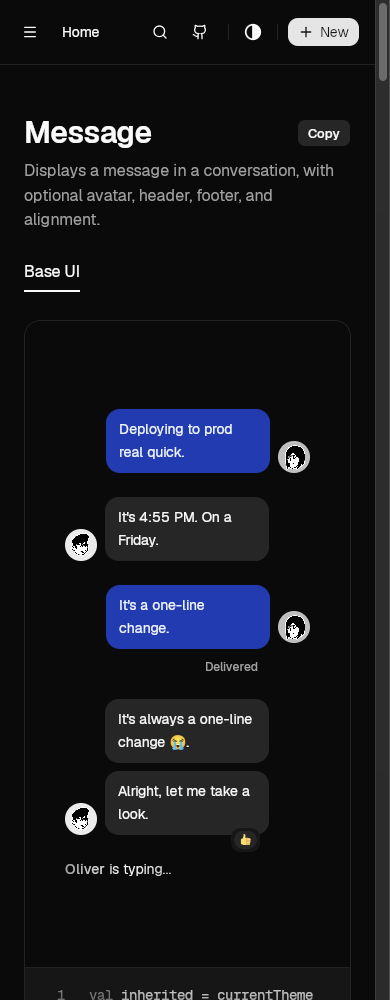 Home
New
Message
Copy
Displays a message in a conversation, with
optional avatar, header, footer, and
alignment.
Base UI
Deploying to prod
real quick.
It's 4:55 PM. On a
Friday.
It's a one-line
change.
Delivered
It's always a one-line
change 😭.
Alright, let me take a
look.
👍
Oliver is typing...
1 val inherited = currentTheme